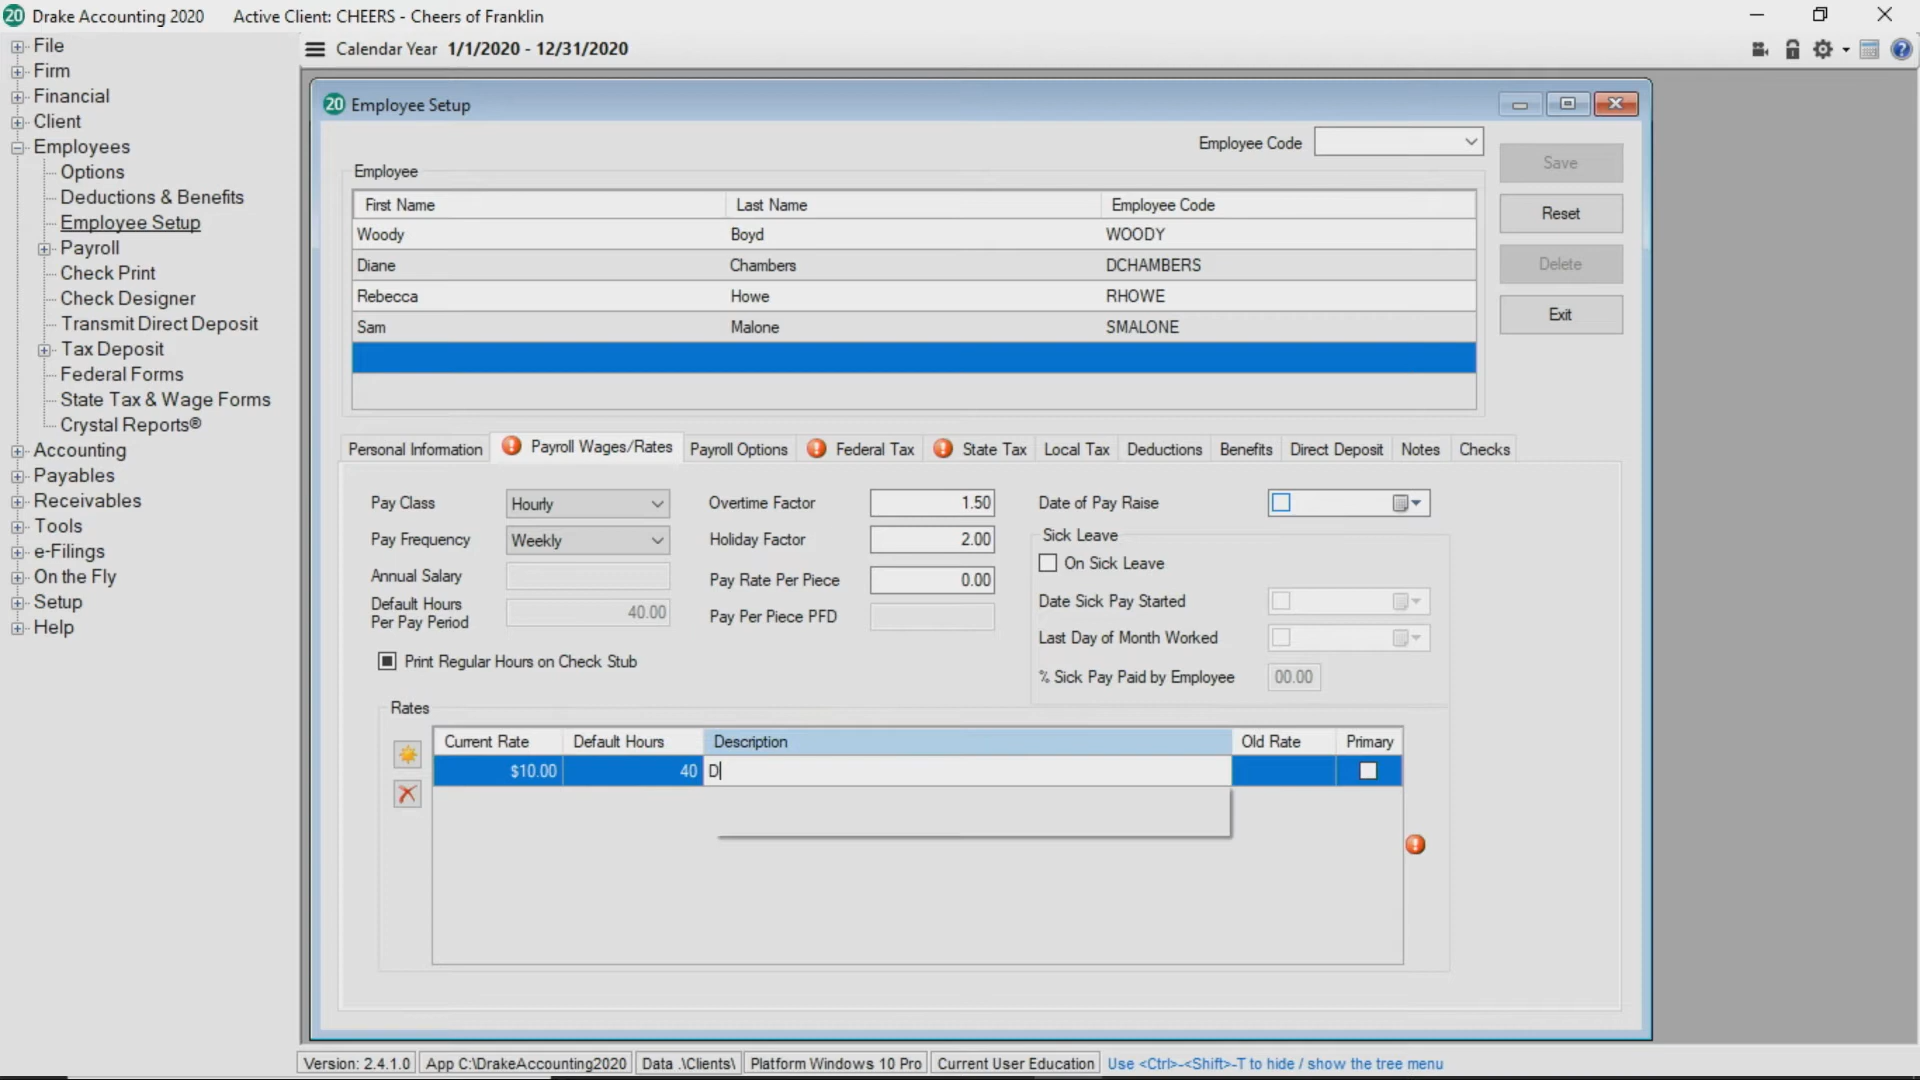 20 Drake Accounting 2020 Active Client: CHEERS - Cheers of Franklin
Calendar Year 1/1/2020 - 12/31/2020
File
Firm
Financial
Client
Employees
Options
Deductions & Benefits
Employee Setup
Payroll
Check Print
Check Designer
Transmit Direct Deposit
Tax Deposit
Federal Forms
State Tax & Wage Forms
Crystal Reports®
Accounting
Payables
Receivables
Tools
e-Filings
On the Fly
Setup
Help
20 Employee Setup
Employee Code
Save
Reset
Delete
Exit
Employee
First Name Last Name Employee Code
Woody Boyd WOODY
Diane Chambers DCHAMBERS
Rebecca Howe RHOWE
Sam Malone SMALONE
Personal Information Payroll Wages/Rates Payroll Options Federal Tax State Tax Local Tax Deductions Benefits Direct Deposit Notes Checks
Pay Class Hourly
Pay Frequency Weekly
Annual Salary
Default Hours
Per Pay Period 40.00
Print Regular Hours on Check Stub
Overtime Factor 1.50
Holiday Factor 2.00
Pay Rate Per Piece 0.00
Pay Per Piece PFD
Date of Pay Raise
Sick Leave
On Sick Leave
Date Sick Pay Started
Last Day of Month Worked
% Sick Pay Paid by Employee 00.00
Rates
Current Rate Default Hours Description Old Rate Primary
$10.00 40 D
Version: 2.4.1.0 App C:\DrakeAccounting2020 Data .\Clients\ Platform Windows 10 Pro Current User Education Use <Ctrl>-<Shift>-T to hide / show the tree menu